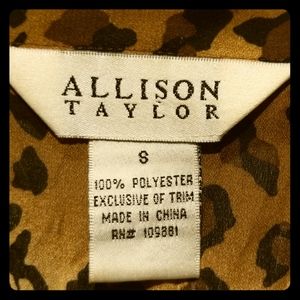 ALLISON
TAYLOR
S
100% POLYESTER
EXCLUSIVE OF TRIM
MADE IN CHINA
RN# 109881